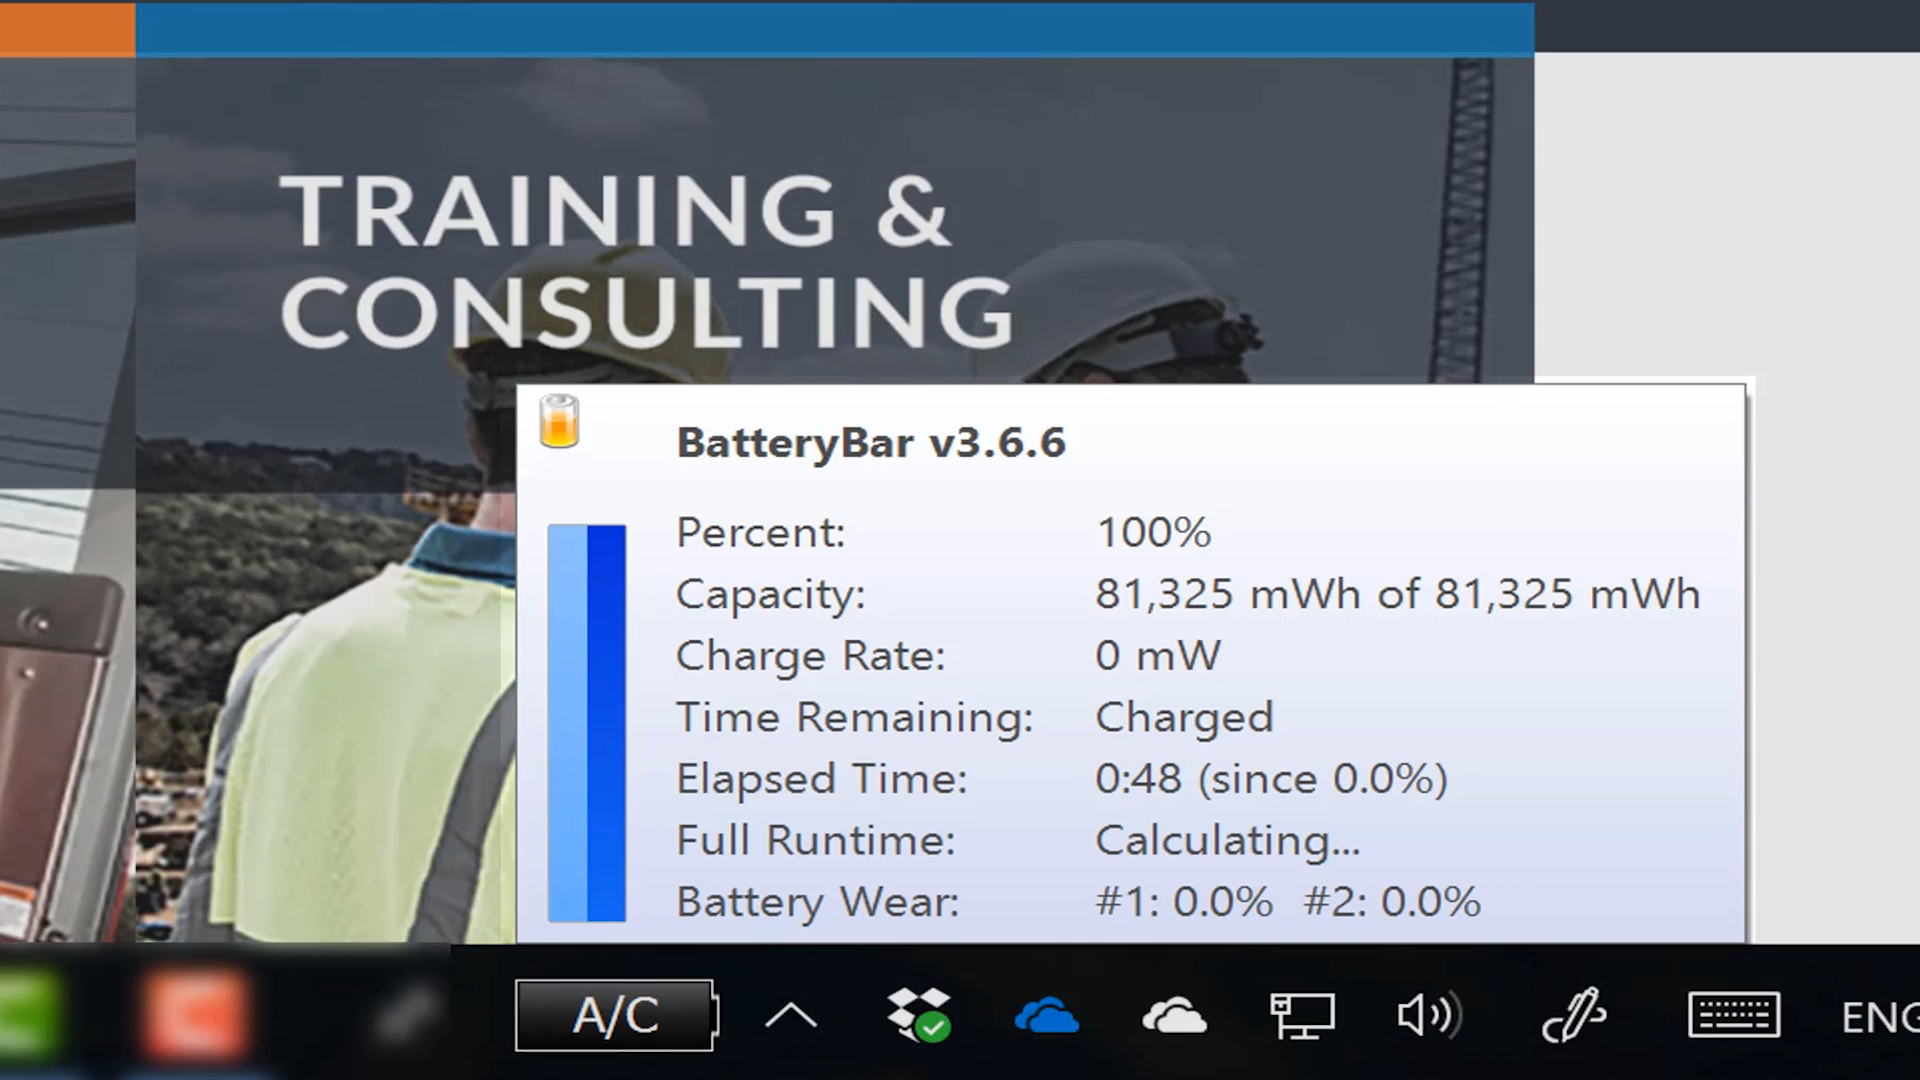 TRAINING &
CONSULTING
BatteryBar v3.6.6
Percent: 100%
Capacity: 81,325 mWh of 81,325 mWh
Charge Rate: 0 mW
Time Remaining: Charged
Elapsed Time: 0:48 (since 0.0%)
Full Runtime: Calculating...
Battery Wear: #1: 0.0% #2: 0.0%
A/C
ENG